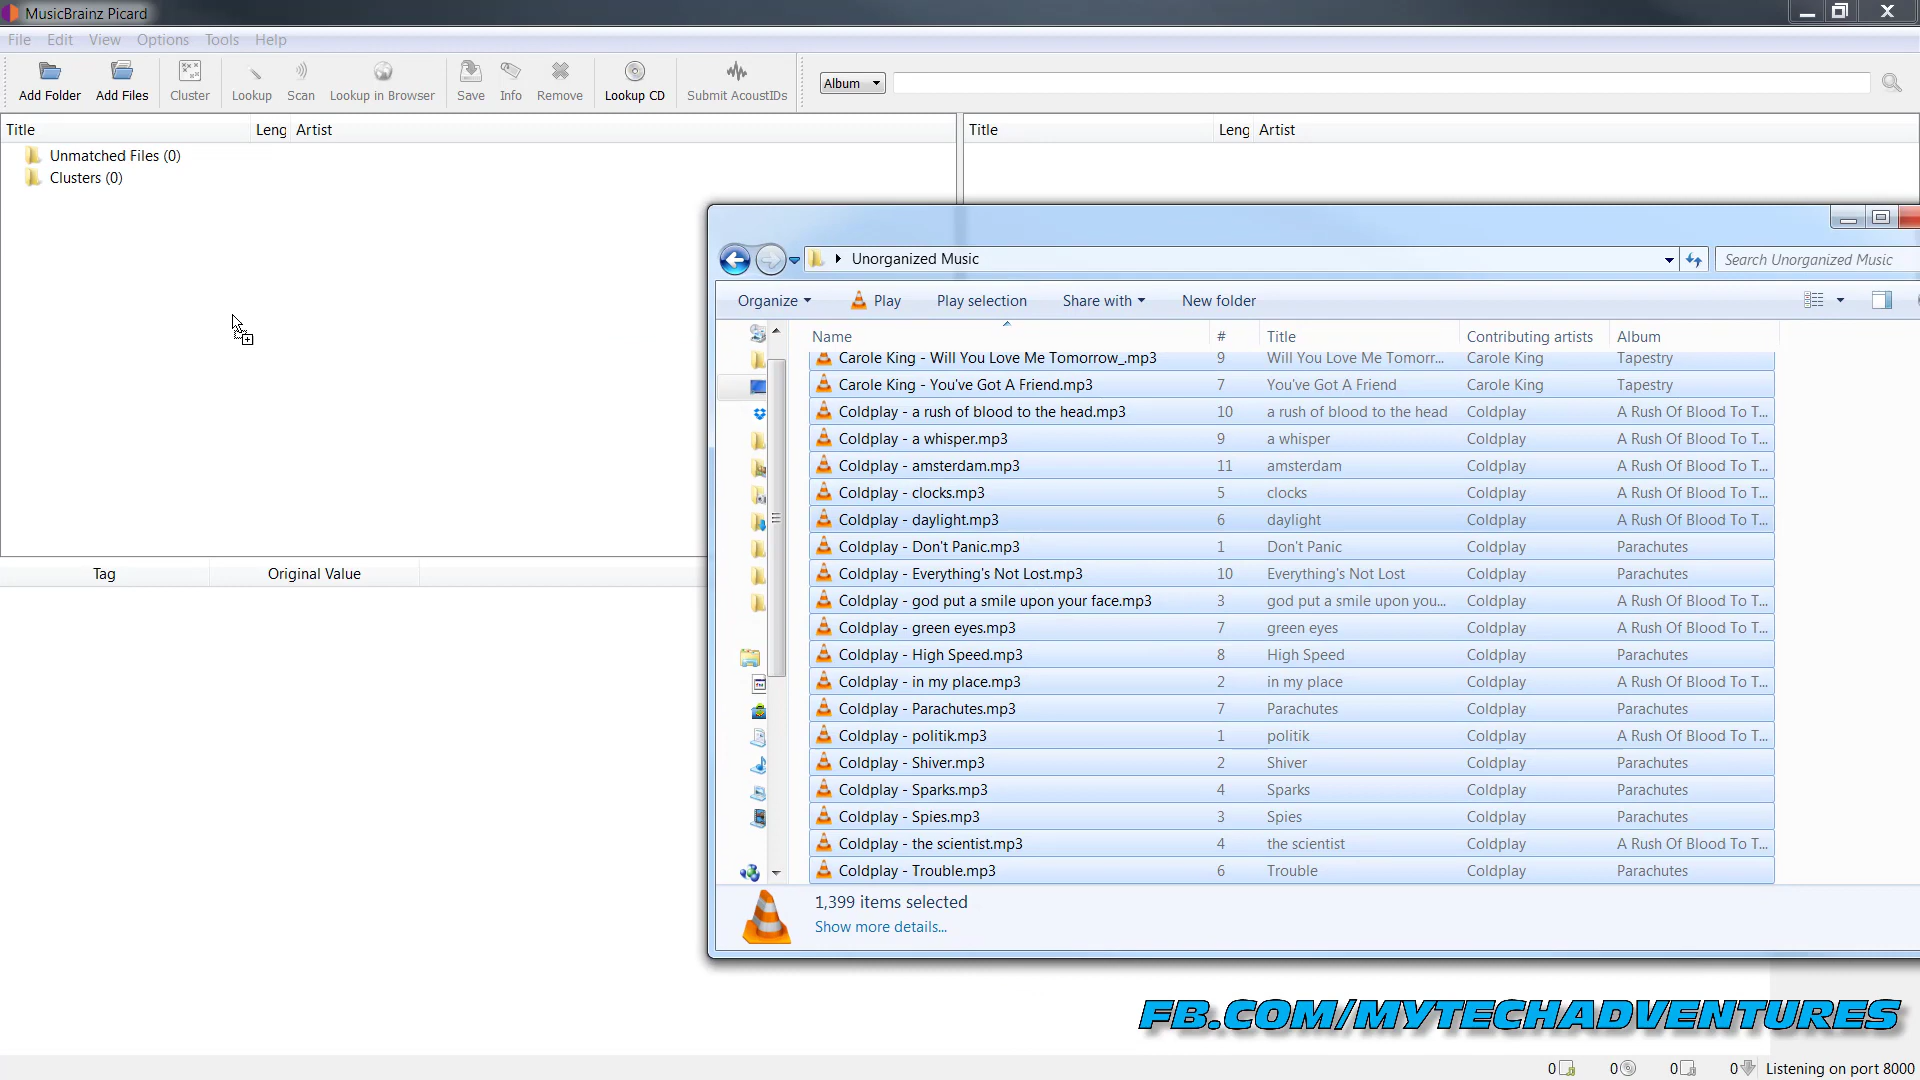 MusicBrainz Picard
File Edit View Options Tools Help
Add Folder Add Files Cluster Lookup Scan Lookup in Browser Save Info Remove Lookup CD Submit AcoustIDs Album
Title Leng Artist Title Leng Artist
Unmatched Files (0)
Clusters (0)
Unorganized Music Search Unorganized Music
Organize Play Play selection Share with New folder
Name # Title Contributing artists Album
Carole King - Will You Love Me Tomorrow_.mp3 9 Will You Love Me Tomorr... Carole King Tapestry
Carole King - You've Got A Friend.mp3 7 You've Got A Friend Carole King Tapestry
Coldplay - a rush of blood to the head.mp3 10 a rush of blood to the head Coldplay A Rush Of Blood To T...
Coldplay - a whisper.mp3 9 a whisper Coldplay A Rush Of Blood To T...
Coldplay - amsterdam.mp3 11 amsterdam Coldplay A Rush Of Blood To T...
Coldplay - clocks.mp3 5 clocks Coldplay A Rush Of Blood To T...
Coldplay - daylight.mp3 6 daylight Coldplay A Rush Of Blood To T...
Coldplay - Don't Panic.mp3 1 Don't Panic Coldplay Parachutes
Coldplay - Everything's Not Lost.mp3 10 Everything's Not Lost Coldplay Parachutes
Coldplay - god put a smile upon your face.mp3 3 god put a smile upon you... Coldplay A Rush Of Blood To T...
Coldplay - green eyes.mp3 7 green eyes Coldplay A Rush Of Blood To T...
Coldplay - High Speed.mp3 8 High Speed Coldplay Parachutes
Coldplay - in my place.mp3 2 in my place Coldplay A Rush Of Blood To T...
Coldplay - Parachutes.mp3 7 Parachutes Coldplay Parachutes
Coldplay - politik.mp3 1 politik Coldplay A Rush Of Blood To T...
Coldplay - Shiver.mp3 2 Shiver Coldplay Parachutes
Coldplay - Sparks.mp3 4 Sparks Coldplay Parachutes
Coldplay - Spies.mp3 3 Spies Coldplay Parachutes
Coldplay - the scientist.mp3 4 the scientist Coldplay A Rush Of Blood To T...
Coldplay - Trouble.mp3 6 Trouble Coldplay Parachutes
1,399 items selected
Show more details...
Tag Original Value
FB.COM/MYTECHADVENTURES
0 0 0 0 Listening on port 8000